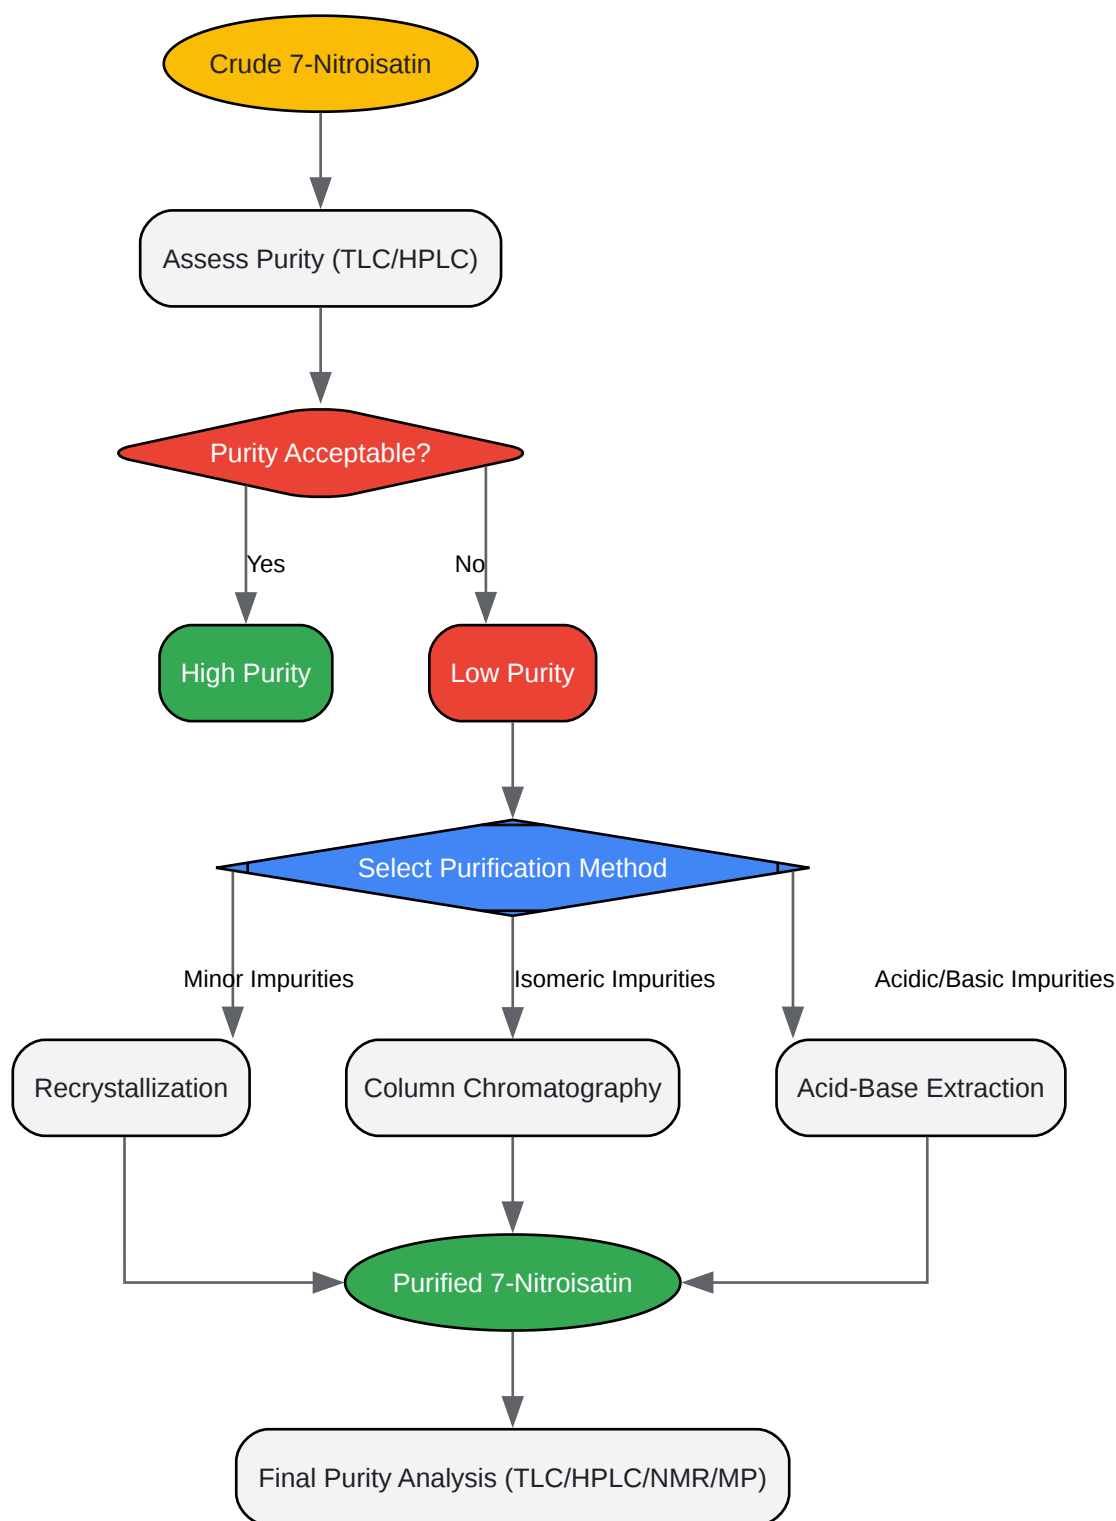 Crude 7-Nitroisatin
Assess Purity (TLC/HPLC)
Purity Acceptable?
Yes
No
High Purity
Low Purity
Select Purification Method
Minor Impurities
Isomeric Impurities
Acidic/Basic Impurities
Recrystallization
Column Chromatography
Acid-Base Extraction
Purified 7-Nitroisatin
Final Purity Analysis (TLC/HPLC/NMR/MP)